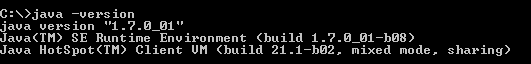 C:\>java -version
java version "1.7.0_01"
Java(TM) SE Runtime Environment (build 1.7.0_01-b08)
Java HotSpot(TM) Client VM (build 21.1-b02, mixed mode, sharing)